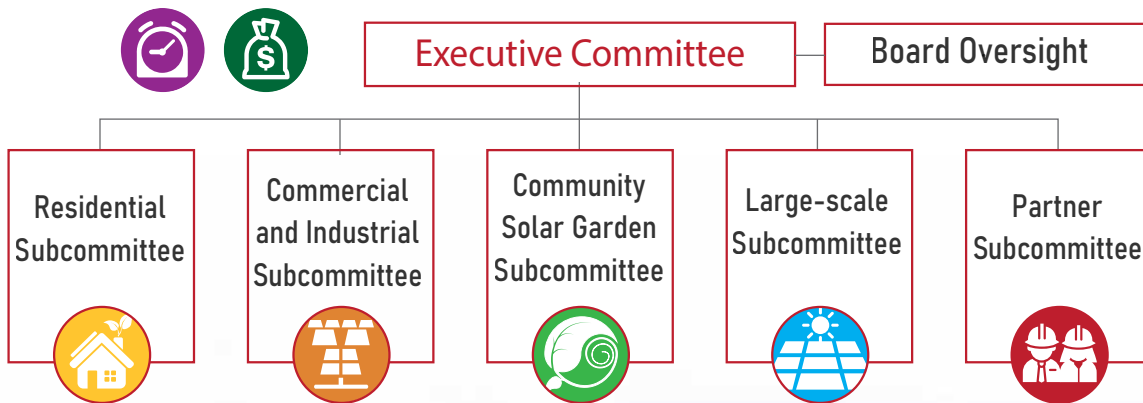 $
Executive Committee
Board Oversight
Residential
Subcommittee
Commercial
and Industrial
Subcommittee
Community
Solar Garden
Subcommittee
Large-scale
Subcommittee
Partner
Subcommittee